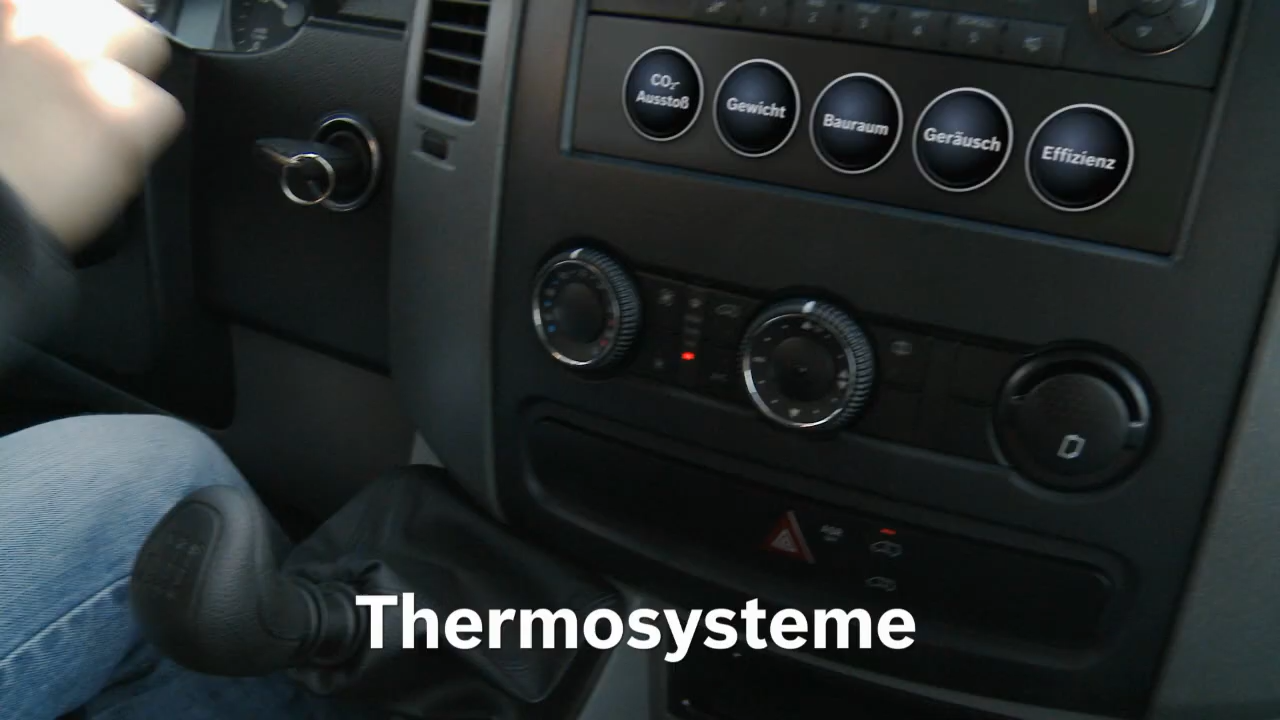 CO₂-
Ausstoß
Gewicht
Bauraum
Geräusch
Effizienz
Thermosysteme